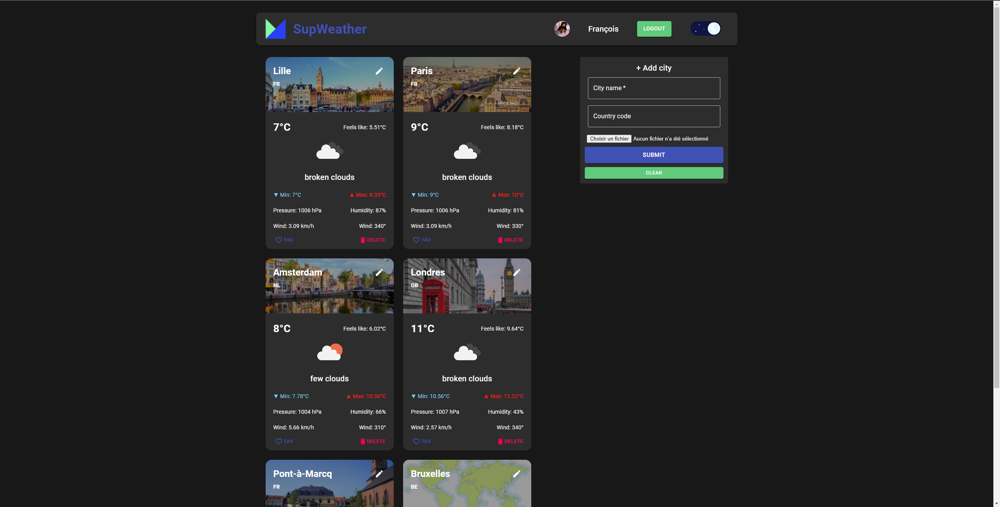 SupWeather
François
LOGOUT
Lille
FR
7°C
Feels like: 5.51°C
broken clouds
▼ Min: 7°C
▲ Max: 8.33°C
Pressure: 1006 hPa
Humidity: 87%
Wind: 3.09 km/h
Wind: 340°
FAV
DELETE
Paris
FR
9°C
Feels like: 8.18°C
broken clouds
▼ Min: 9°C
▲ Max: 10°C
Pressure: 1006 hPa
Humidity: 81%
Wind: 3.09 km/h
Wind: 330°
FAV
DELETE
Amsterdam
NL
8°C
Feels like: 6.02°C
few clouds
▼ Min: 7.78°C
▲ Max: 10.56°C
Pressure: 1004 hPa
Humidity: 66%
Wind: 5.66 km/h
Wind: 310°
FAV
DELETE
Londres
GB
TELEPHONE
11°C
Feels like: 9.64°C
broken clouds
▼ Min: 10.56°C
▲ Max: 12.22°C
Pressure: 1007 hPa
Humidity: 43%
Wind: 2.57 km/h
Wind: 340°
FAV
DELETE
Pont-à-Marcq
FR
Bruxelles
BE
+ Add city
City name *
Country code
Choisir un fichier Aucun fichier n'a été sélectionné
SUBMIT
CLEAR